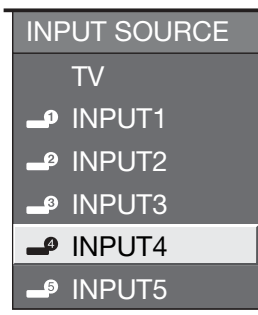 INPUT SOURCE
TV
1 INPUT1
2 INPUT2
3 INPUT3
4 INPUT4
5 INPUT5